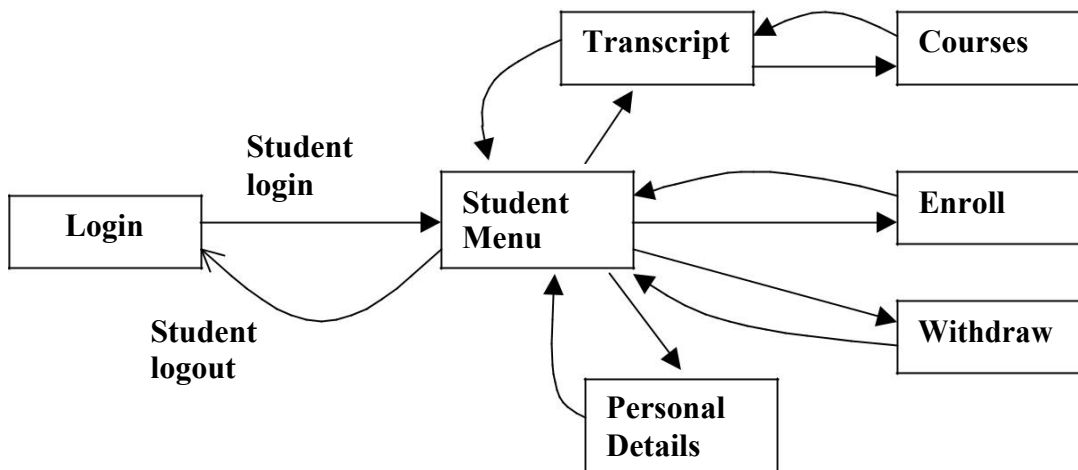 Transcript
Courses
Student
login
Login
Student
Menu
Enroll
Student
logout
Withdraw
Personal
Details